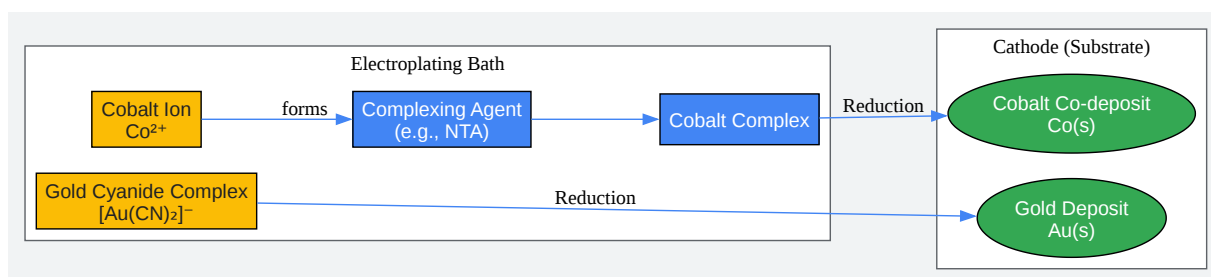 Cathode (Substrate)
Electroplating Bath
Cobalt Ion
Co²⁺
forms
Complexing Agent
(e.g., NTA)
Cobalt Complex
Reduction
Cobalt Co-deposit
Co(s)
Gold Cyanide Complex
[Au(CN)₂]⁻
Reduction
Gold Deposit
Au(s)